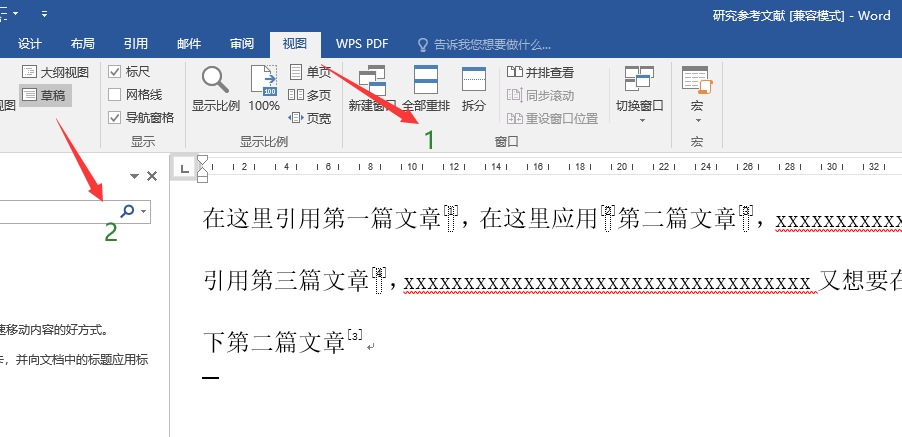 研究参考文献 [兼容模式] - Word
设计 布局 引用 邮件 审阅 视图 WPS PDF 告诉我您想要做什么...
大纲视图 标尺 单页 并排查看
视图 草稿 网格线 显示比例 100% 多页 新建窗口 全部重排 拆分 同步滚动 切换窗口 宏
导航窗格 页宽 重设窗口位置
显示 显示比例 1 窗口 宏
L 2 4 6 8 10 12 14 16 18 20 22 24 26 28 30 32
2
在这里引用第一篇文章[1]，在这里应用[2]第二篇文章[3]，xxxxxxxxxxx
引用第三篇文章[4]，xxxxxxxxxxxxxxxxxxxxxxxxxxxxxxxxxx 又想要在
速移动内容的好方式。
下第二篇文章[3]
，并向文档中的标题应用标